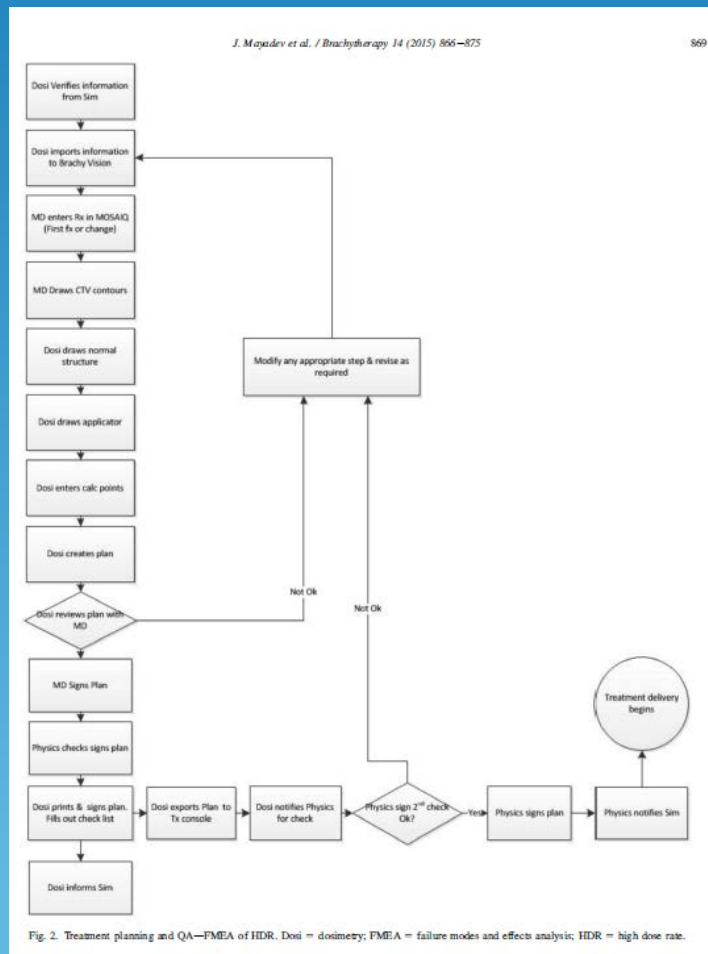 J. Mayadev et al. / Brachytherapy 14 (2015) 866–875
869
Dosi Verifies information
from Sim
Dosi imports information
to Brachy Vision
MD enters Rx in MOSAIQ
(First fx or change)
MD Draws CTV contours
Dosi draws normal
structure
Modify any appropriate step & revise as
required
Dosi draws applicator
Dosi enters calc points
Dosi creates plan
Not Ok
Not Ok
Dosi reviews plan with
MD
MD Signs Plan
Treatment delivery
begins
Physics checks signs plan
Dosi prints & signs plan.
Fills out check list
Dosi exports Plan to
Tx console
Dosi notifies Physics
for check
Physics sign 2nd check
Ok?
Yes
Physics signs plan
Physics notifies Sim
Dosi informs Sim
Fig. 2. Treatment planning and QA—FMEA of HDR. Dosi = dosimetry; FMEA = failure modes and effects analysis; HDR = high dose rate.